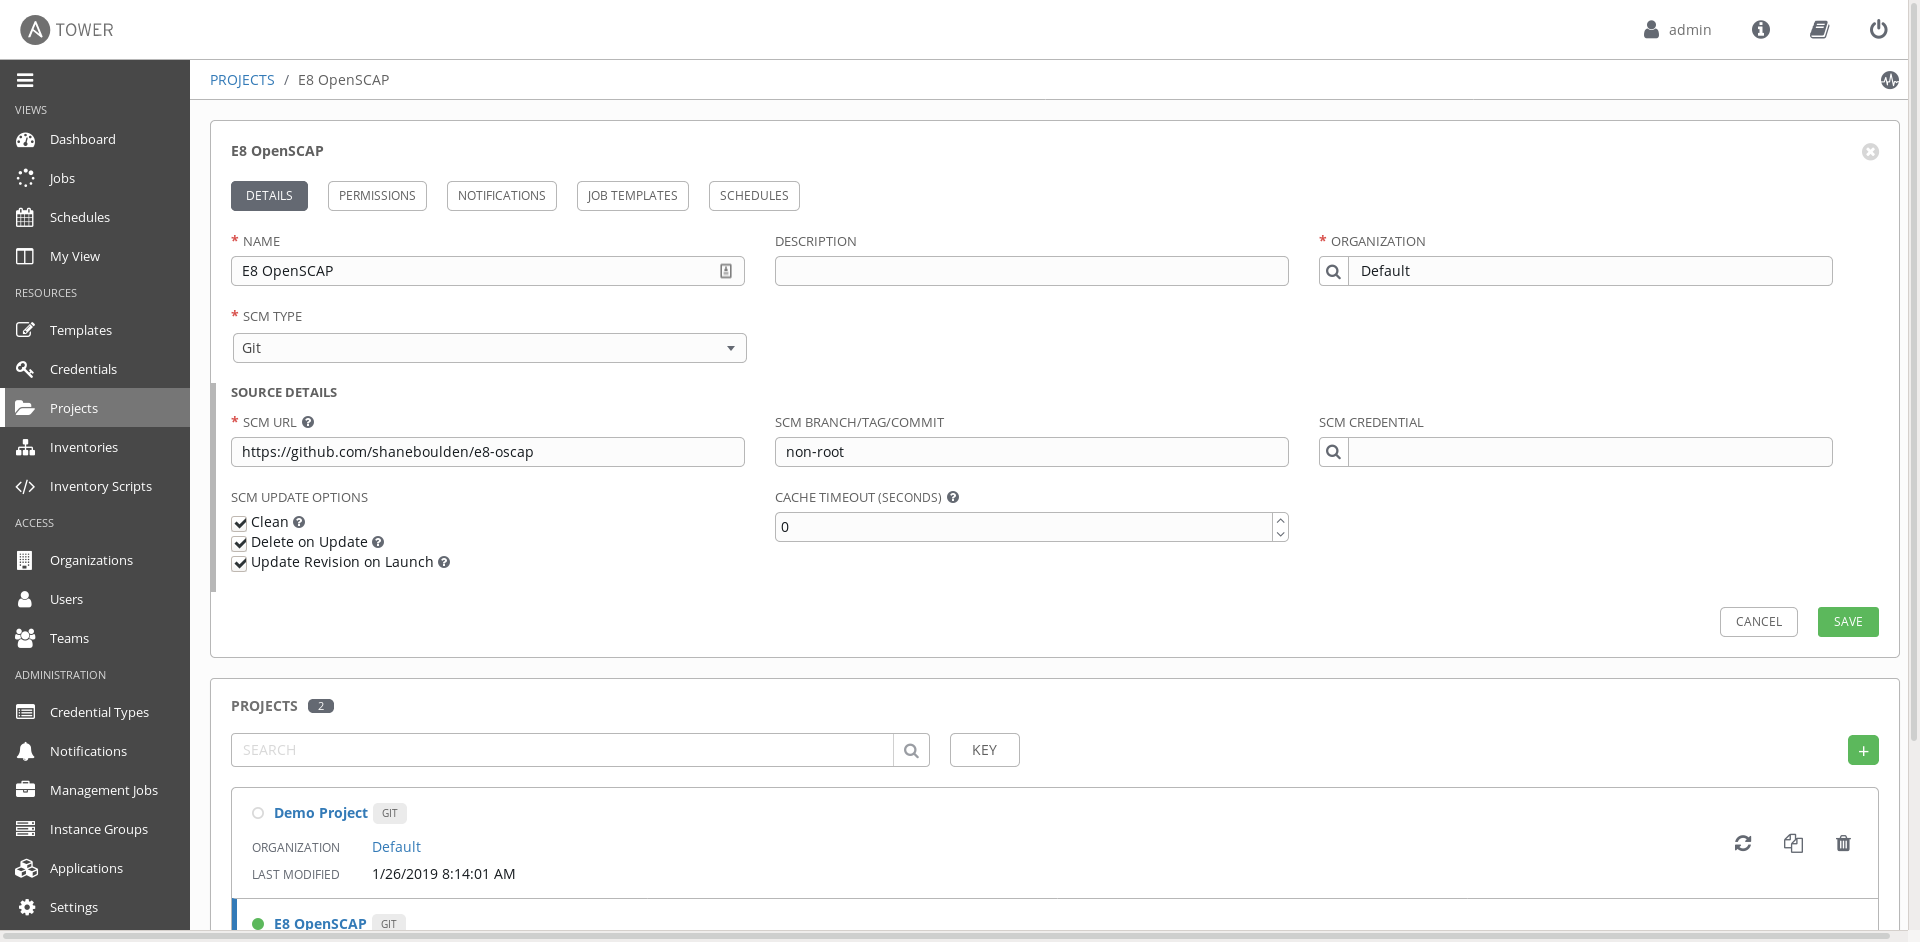 TOWER
admin
VIEWS
Dashboard
Jobs
Schedules
My View
RESOURCES
Templates
Credentials
Projects
Inventories
Inventory Scripts
ACCESS
Organizations
Users
Teams
ADMINISTRATION
Credential Types
Notifications
Management Jobs
Instance Groups
Applications
Settings
PROJECTS / E8 OpenSCAP
E8 OpenSCAP
DETAILS PERMISSIONS NOTIFICATIONS JOB TEMPLATES SCHEDULES
* NAME DESCRIPTION * ORGANIZATION
E8 OpenSCAP Default
* SCM TYPE
Git
SOURCE DETAILS
* SCM URL SCM BRANCH/TAG/COMMIT SCM CREDENTIAL
https://github.com/shaneboulden/e8-oscap non-root
SCM UPDATE OPTIONS CACHE TIMEOUT (SECONDS)
Clean
0
Delete on Update
Update Revision on Launch
CANCEL SAVE
PROJECTS 2
SEARCH KEY +
Demo Project GIT
ORGANIZATION Default
LAST MODIFIED 1/26/2019 8:14:01 AM
E8 OpenSCAP GIT